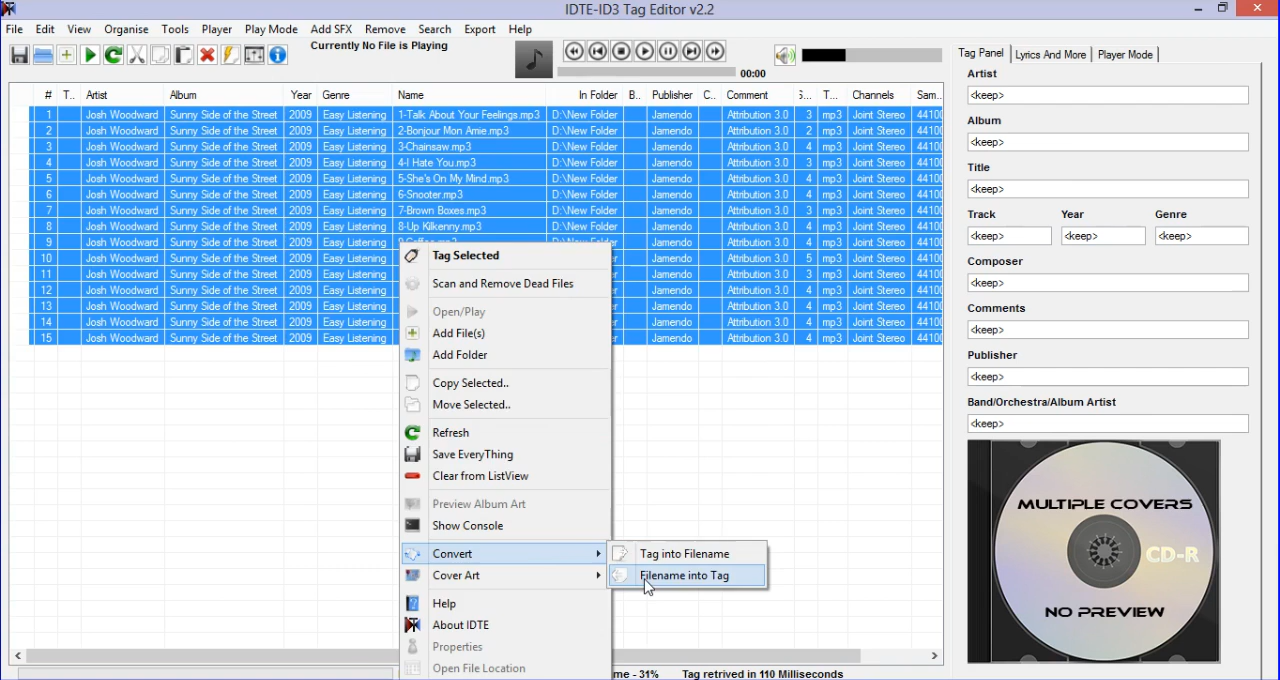 IDTE-ID3 Tag Editor v2.2
File Edit View Organise Tools Player Play Mode Add SFX Remove Search Export Help
Currently No File is Playing
00:00
Tag Panel Lyrics And More Player Mode
# T.. Artist Album Year Genre Name In Folder B.. Publisher C.. Comment S... T... Channels Sam..
1 Josh Woodward Sunny Side of the Street 2009 Easy Listening 1-Talk About Your Feelings.mp3 D:\New Folder Jamendo Attribution 3.0 3 mp3 Joint Stereo 44100
2 Josh Woodward Sunny Side of the Street 2009 Easy Listening 2-Bonjour Mon Amie.mp3 D:\New Folder Jamendo Attribution 3.0 2 mp3 Joint Stereo 44100
3 Josh Woodward Sunny Side of the Street 2009 Easy Listening 3-Chainsaw.mp3 D:\New Folder Jamendo Attribution 3.0 4 mp3 Joint Stereo 44100
4 Josh Woodward Sunny Side of the Street 2009 Easy Listening 4-I Hate You.mp3 D:\New Folder Jamendo Attribution 3.0 3 mp3 Joint Stereo 44100
5 Josh Woodward Sunny Side of the Street 2009 Easy Listening 5-She's On My Mind.mp3 D:\New Folder Jamendo Attribution 3.0 4 mp3 Joint Stereo 44100
6 Josh Woodward Sunny Side of the Street 2009 Easy Listening 6-Snooter.mp3 D:\New Folder Jamendo Attribution 3.0 4 mp3 Joint Stereo 44100
7 Josh Woodward Sunny Side of the Street 2009 Easy Listening 7-Brown Boxes.mp3 D:\New Folder Jamendo Attribution 3.0 3 mp3 Joint Stereo 44100
8 Josh Woodward Sunny Side of the Street 2009 Easy Listening 8-Up Kilkenny.mp3 D:\New Folder Jamendo Attribution 3.0 4 mp3 Joint Stereo 44100
9 Josh Woodward Sunny Side of the Street 2009 Easy Listening 9-Coffee.mp3 D:\New Folder Jamendo Attribution 3.0 4 mp3 Joint Stereo 44100
10 Josh Woodward Sunny Side of the Street 2009 Easy Listening Jamendo Attribution 3.0 5 mp3 Joint Stereo 44100
11 Josh Woodward Sunny Side of the Street 2009 Easy Listening Jamendo Attribution 3.0 3 mp3 Joint Stereo 44100
12 Josh Woodward Sunny Side of the Street 2009 Easy Listening Jamendo Attribution 3.0 4 mp3 Joint Stereo 44100
13 Josh Woodward Sunny Side of the Street 2009 Easy Listening Jamendo Attribution 3.0 4 mp3 Joint Stereo 44100
14 Josh Woodward Sunny Side of the Street 2009 Easy Listening Jamendo Attribution 3.0 4 mp3 Joint Stereo 44100
15 Josh Woodward Sunny Side of the Street 2009 Easy Listening Jamendo Attribution 3.0 4 mp3 Joint Stereo 44100
Tag Selected
Scan and Remove Dead Files
Open/Play
Add File(s)
Add Folder
Copy Selected..
Move Selected..
Refresh
Save EveryThing
Clear from ListView
Preview Album Art
Show Console
Convert
Cover Art
Help
About IDTE
Properties
Open File Location
Tag into Filename
Filename into Tag
me - 31% Tag retrived in 110 Milliseconds
Artist
<keep>
Album
<keep>
Title
<keep>
Track Year Genre
<keep> <keep> <keep>
Composer
<keep>
Comments
<keep>
Publisher
<keep>
Band/Orchestra/Album Artist
<keep>
MULTIPLE COVERS
CD-R
NO PREVIEW